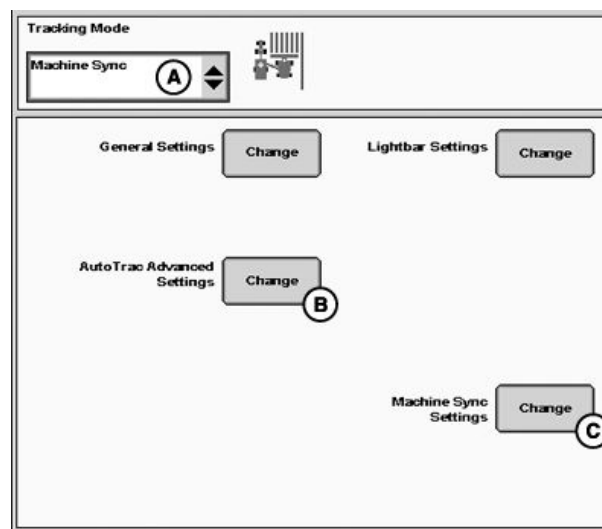 Tracking Mode
Machine Sync
A
General Settings
Change
Lightbar Settings
Change
AutoTrac Advanced
Settings
Change
B
Machine Sync
Settings
Change
C